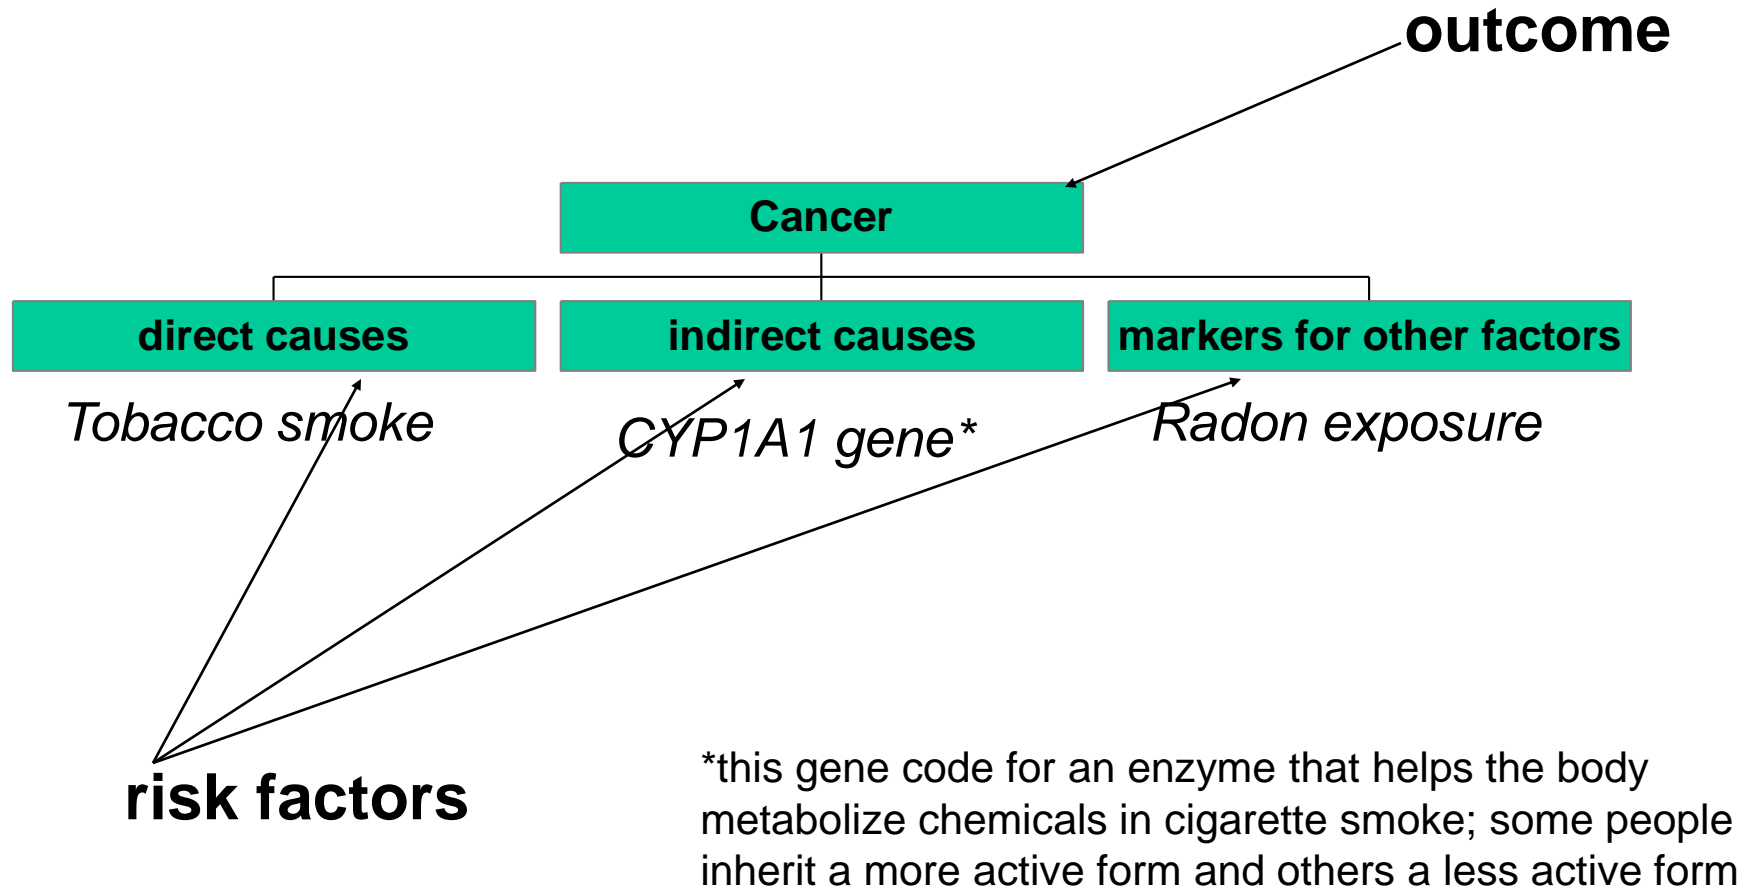 outcome
Cancer
direct causes
indirect causes
markers for other factors
Tobacco smoke
CYP1A1 gene*
Radon exposure
risk factors
*this gene code for an enzyme that helps the body
metabolize chemicals in cigarette smoke; some people
inherit a more active form and others a less active form